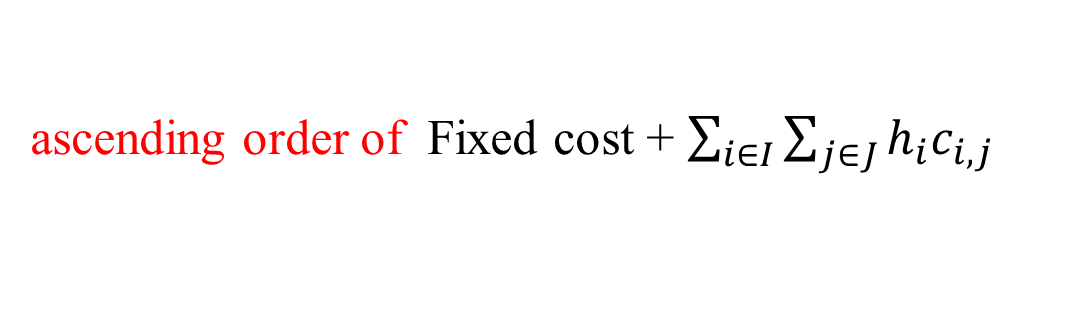 ascending order of Fixed cost + ∑_{i∈I} ∑_{j∈J} h_i c_{i,j}